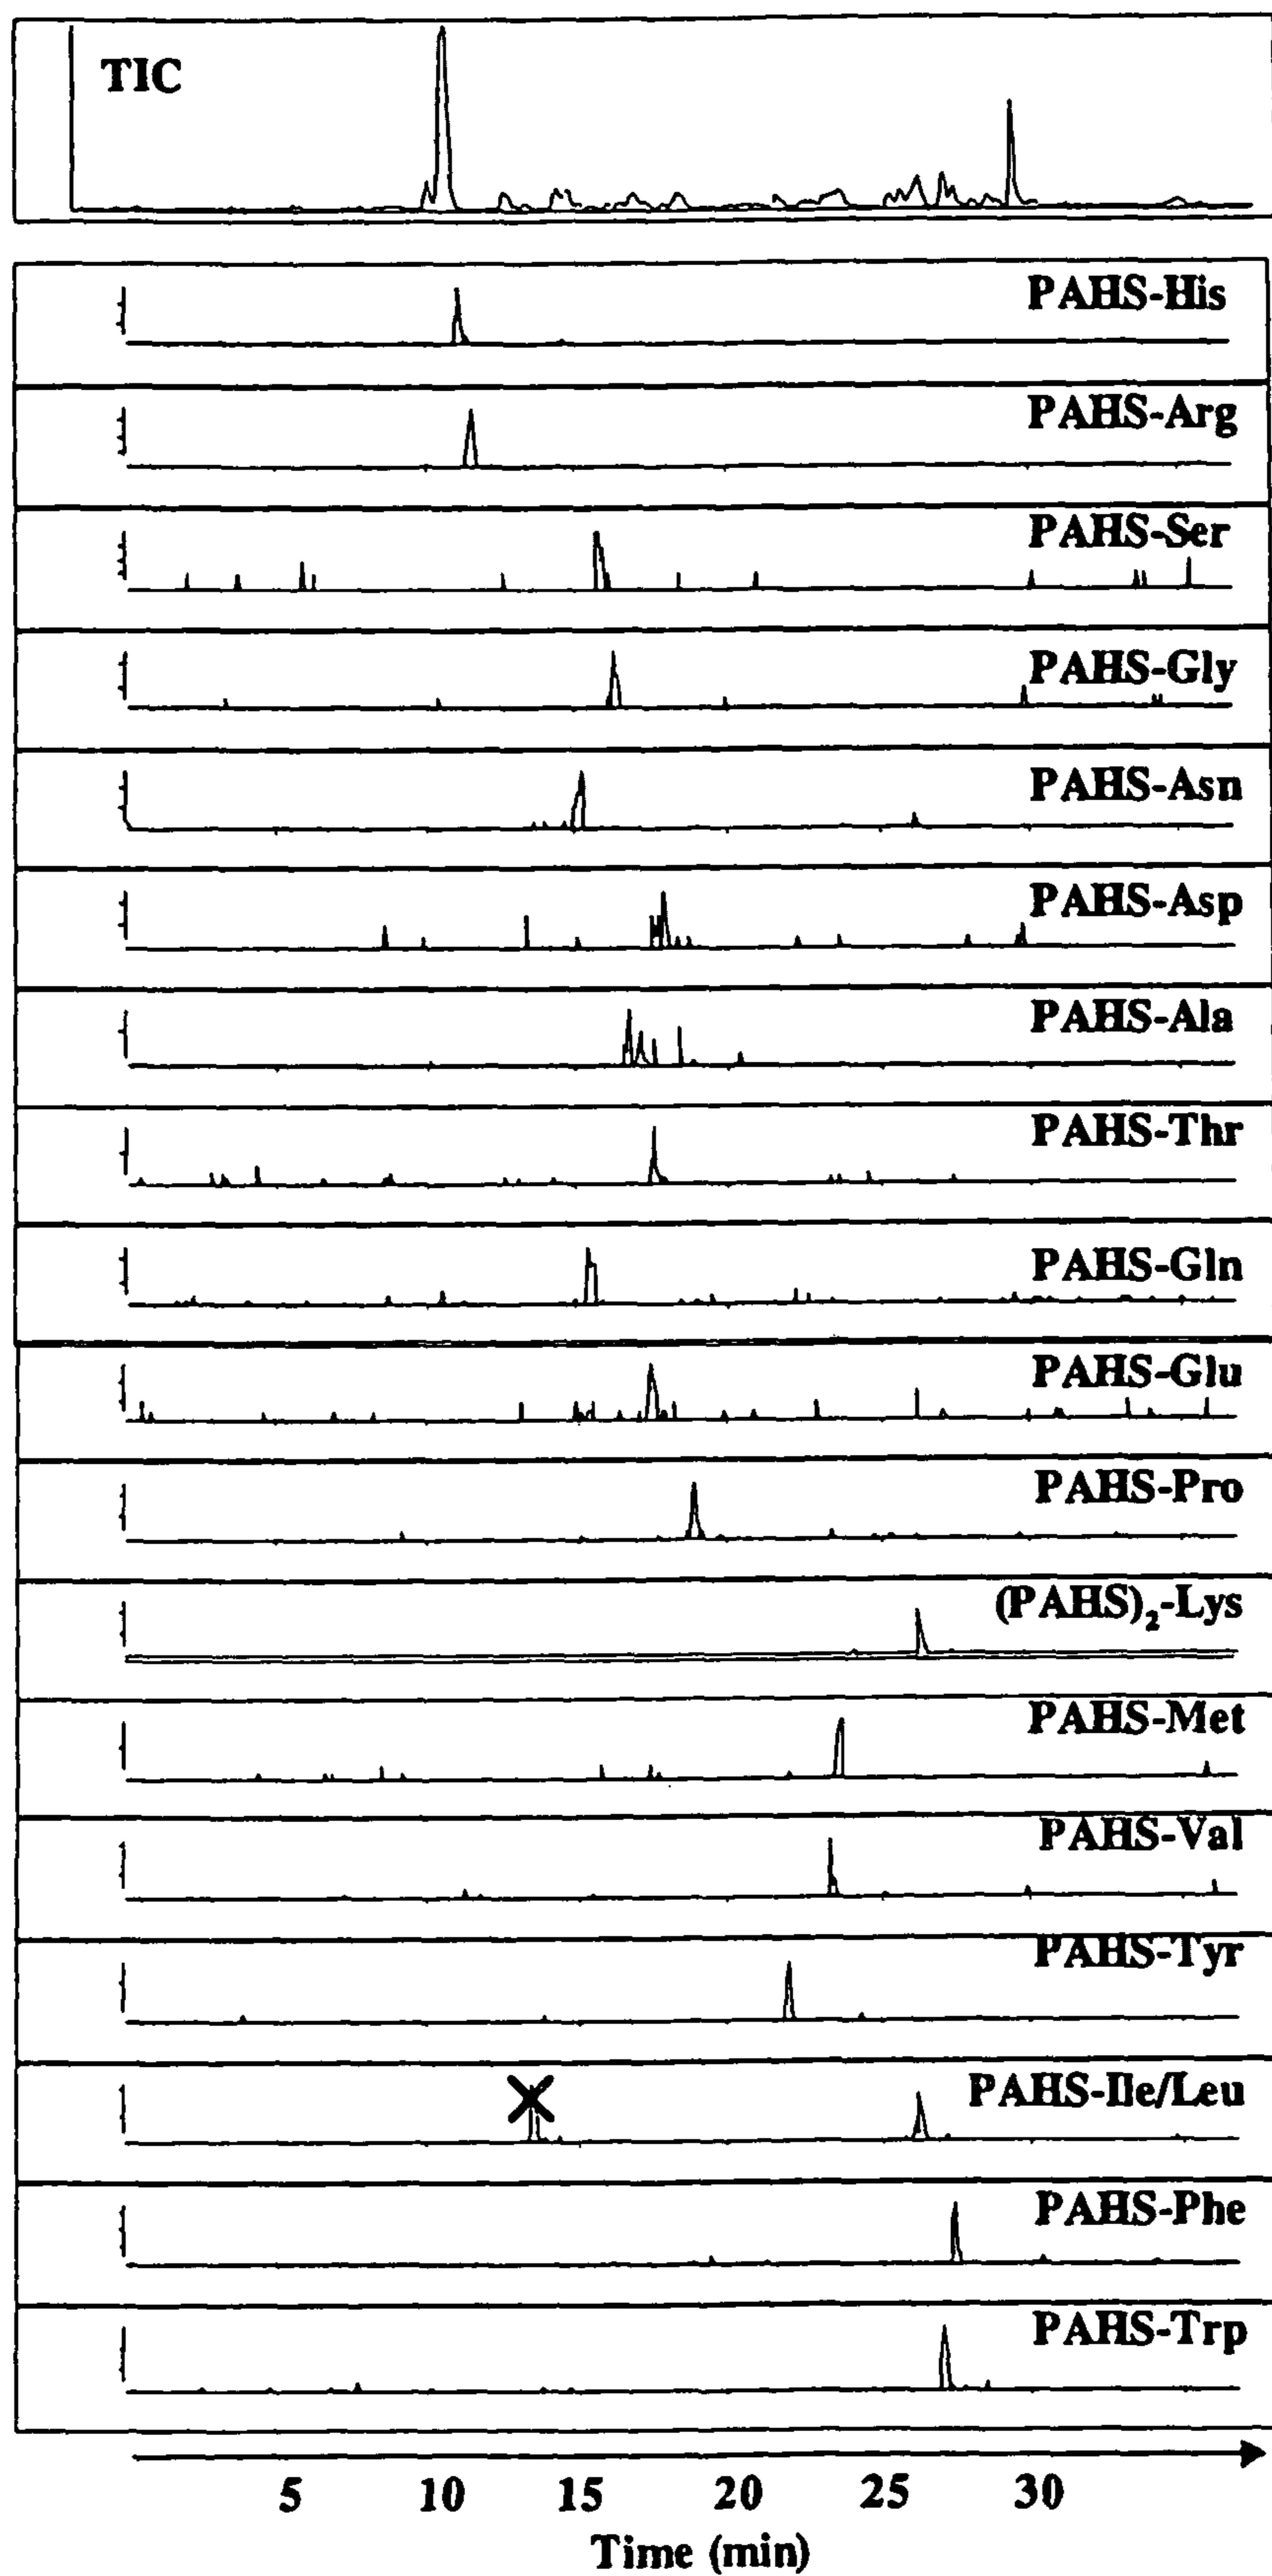 TIC
PAHS-His
PAHS-Arg
PAHS-Ser
PAHS-Gly
PAHS-Asn
PAHS-Asp
PAHS-Ala
PAHS-Thr
PAHS-Gln
PAHS-Glu
PAHS-Pro
(PAHS)₂-Lys
PAHS-Met
PAHS-Val
PAHS-Tyr
PAHS-Ile/Leu
PAHS-Phe
PAHS-Trp
5 10 15 20 25 30
Time (min)